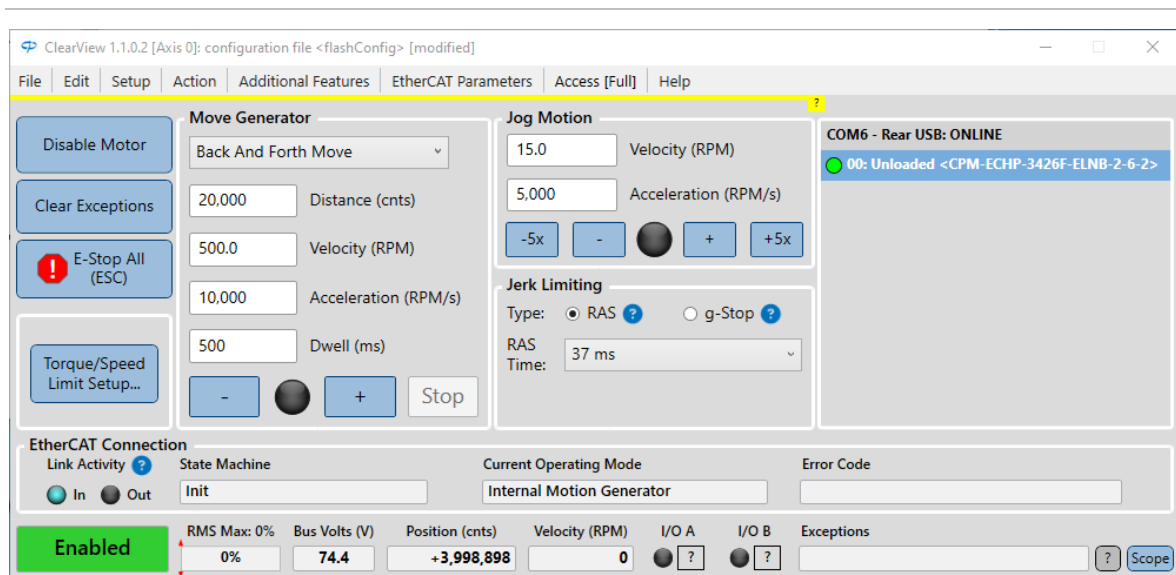 ClearView 1.1.0.2 [Axis 0]: configuration file <flashConfig> [modified]
File Edit Setup Action Additional Features EtherCAT Parameters Access [Full] Help
?
Disable Motor
Clear Exceptions
! E-Stop All
(ESC)
Torque/Speed
Limit Setup...
Move Generator
Back And Forth Move
20,000 Distance (cnts)
500.0 Velocity (RPM)
10,000 Acceleration (RPM/s)
500 Dwell (ms)
- + Stop
Jog Motion
15.0 Velocity (RPM)
5,000 Acceleration (RPM/s)
-5x - + +5x
Jerk Limiting
Type: RAS ? g-Stop ?
RAS
Time: 37 ms
COM6 - Rear USB: ONLINE
00: Unloaded <CPM-ECHP-3426F-ELNB-2-6-2>
EtherCAT Connection
Link Activity ? State Machine Current Operating Mode Error Code
In Out Init Internal Motion Generator
RMS Max: 0% Bus Volts (V) Position (cnts) Velocity (RPM) I/O A I/O B Exceptions
Enabled 0% 74.4 +3,998,898 0 ? ? ? Scope